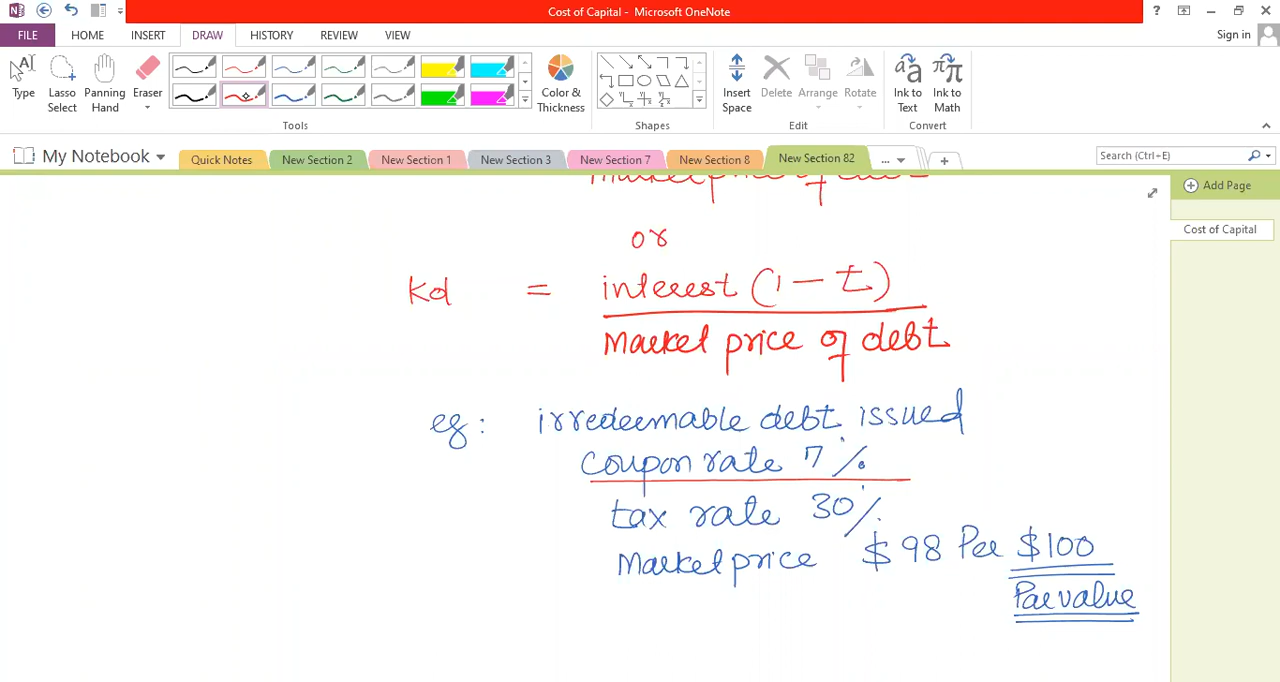 Cost of Capital - Microsoft OneNote
?
FILE HOME INSERT DRAW HISTORY REVIEW VIEW
Sign in
Type
Lasso Select
Panning Hand
Eraser
Color & Thickness
Insert Space
Delete
Arrange
Rotate
Ink to Text
Ink to Math
Tools
Shapes
Edit
Convert
My Notebook
Quick Notes
New Section 2
New Section 1
New Section 3
New Section 7
New Section 8
New Section 82
...
Search (Ctrl+E)
Add Page
Cost of Capital
Market price of debt
or
Kd = interest (1 - t)
Market price of debt
eg: irredeemable debt issued
Coupon rate 7%
tax rate 30%
Market price $98 Per $100
Par value